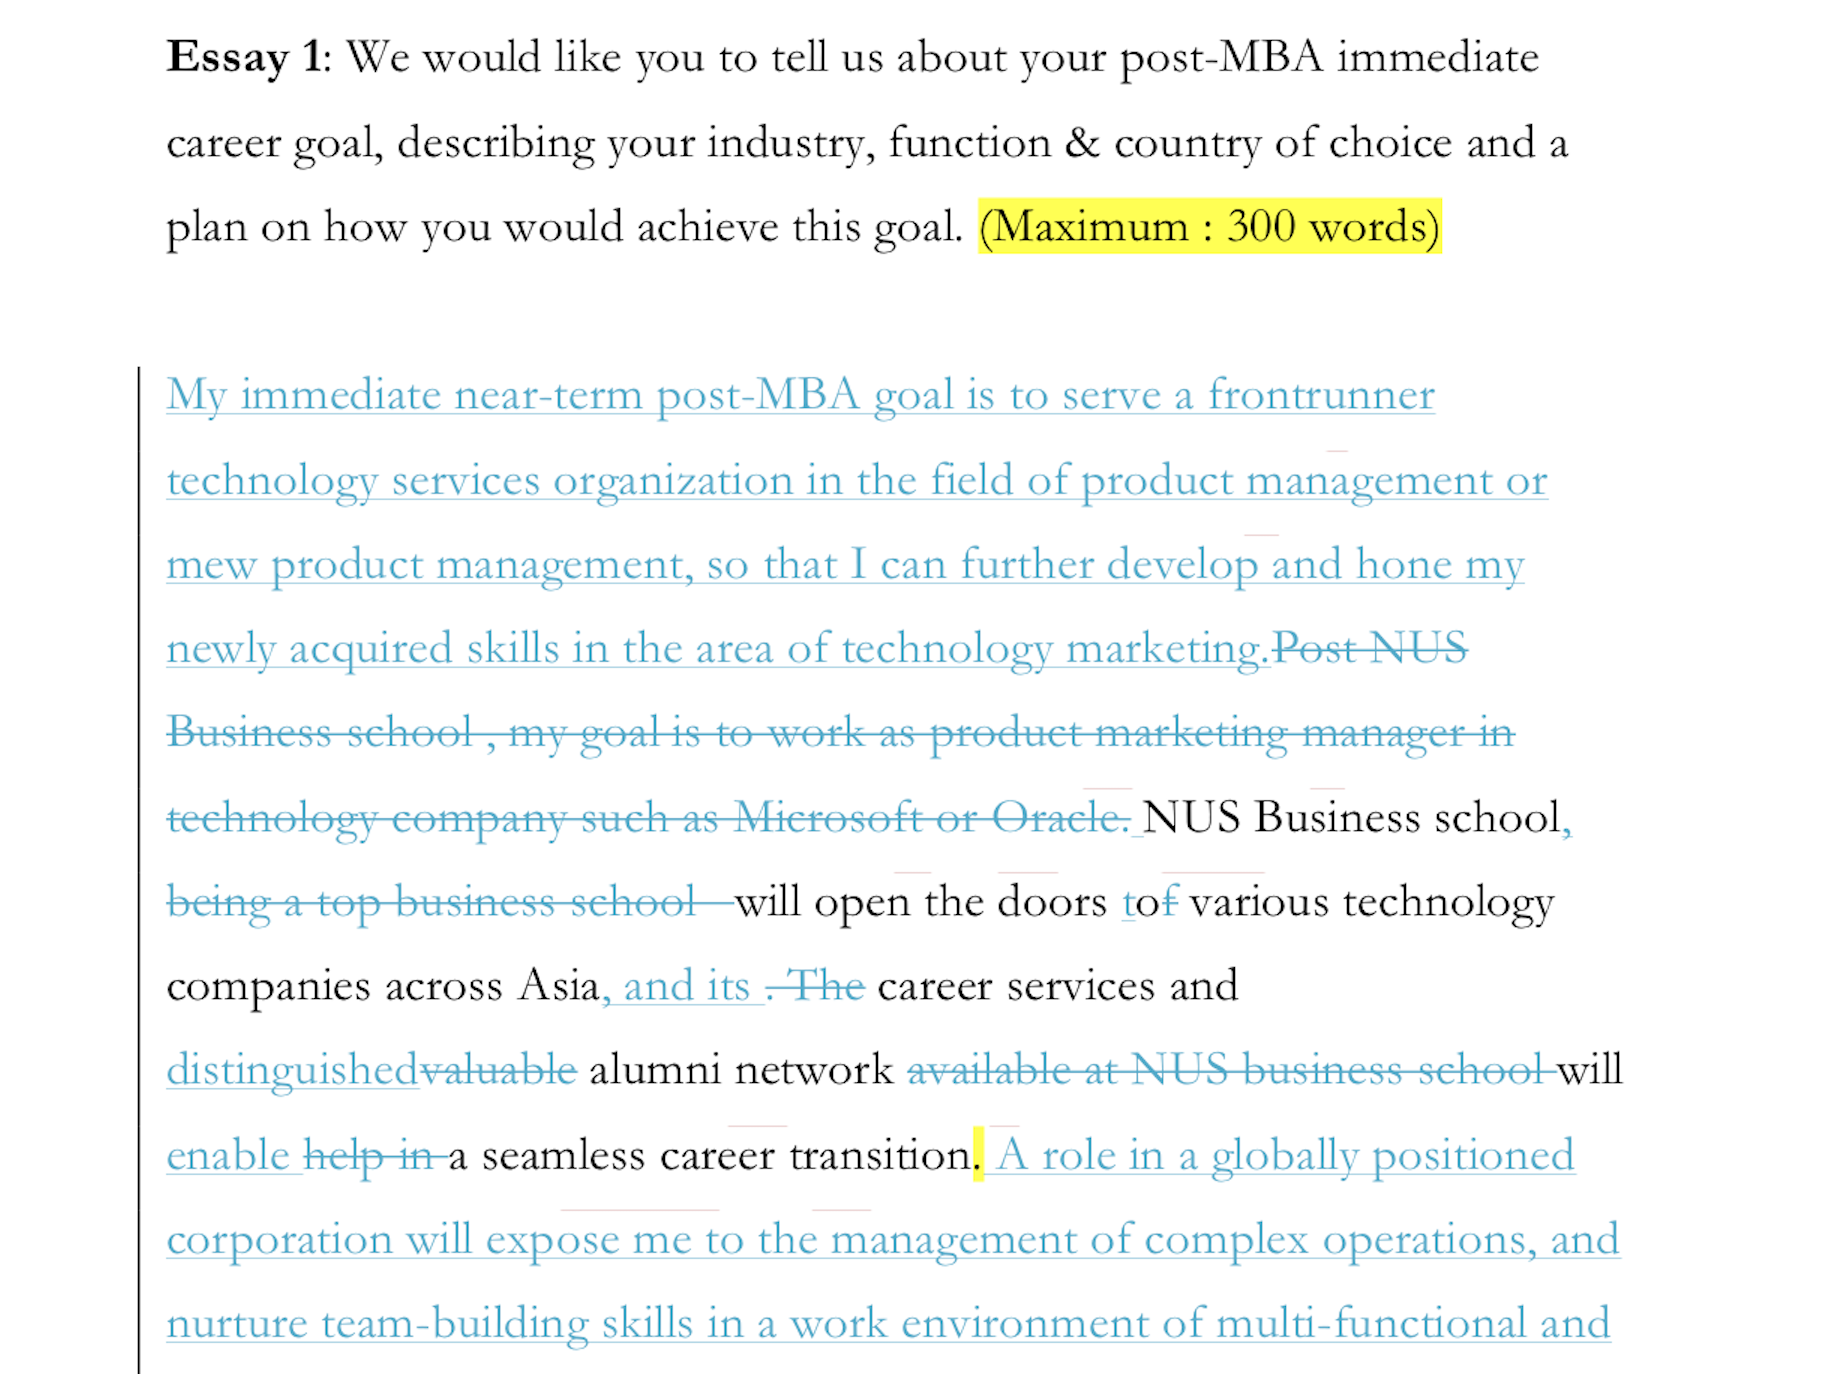 Essay 1: We would like you to tell us about your post-MBA immediate
career goal, describing your industry, function & country of choice and a
plan on how you would achieve this goal. (Maximum : 300 words)
My immediate near-term post-MBA goal is to serve a frontrunner
technology services organization in the field of product management or
mew product management, so that I can further develop and hone my
newly acquired skills in the area of technology marketing.Post NUS
Business school , my goal is to work as product marketing manager in
technology company such as Microsoft or Oracle. NUS Business school,
being a top business school will open the doors tof various technology
companies across Asia, and its . The career services and
distinguishedvaluable alumni network available at NUS business school will
enable help in a seamless career transition. A role in a globally positioned
corporation will expose me to the management of complex operations, and
nurture team-building skills in a work environment of multi-functional and